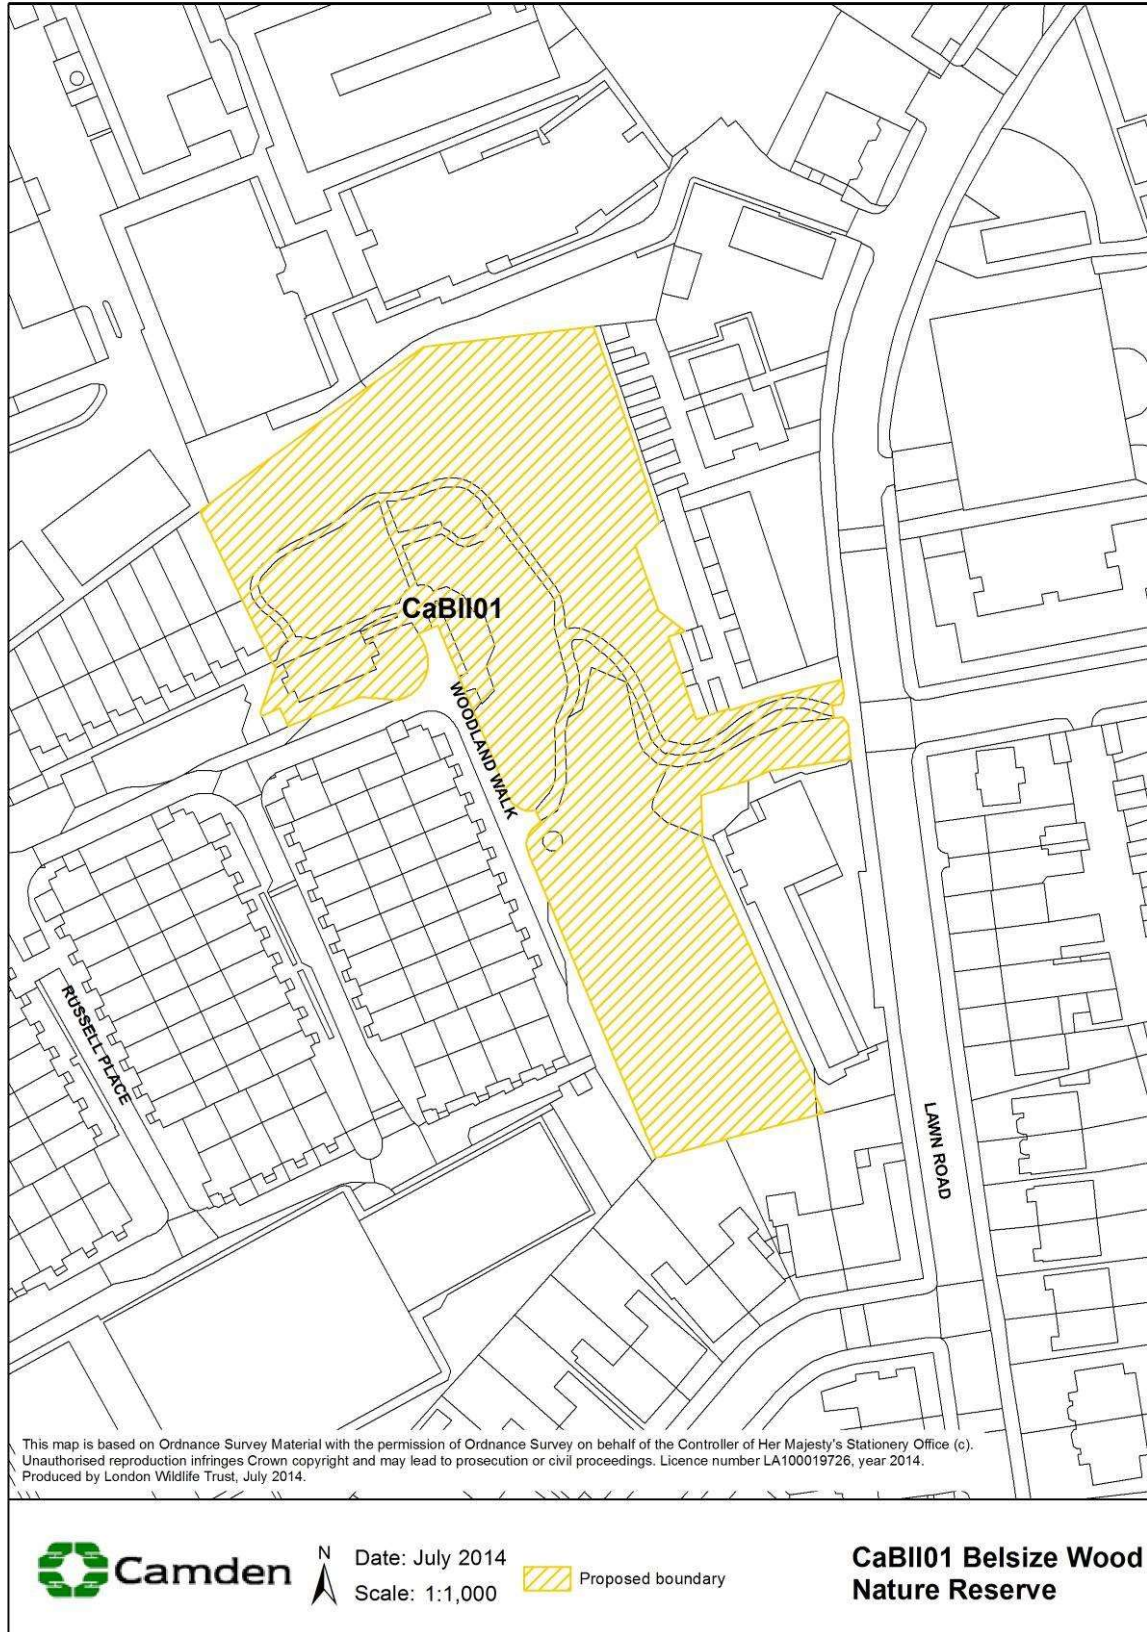 CaBII01
WOODLAND WALK
RUSSELL PLACE
LAWN ROAD
This map is based on Ordnance Survey Material with the permission of Ordnance Survey on behalf of the Controller of Her Majesty's Stationery Office (c).
Unauthorised reproduction infringes Crown copyright and may lead to prosecution or civil proceedings. Licence number LA100019726, year 2014.
Produced by London Wildlife Trust, July 2014.
Camden
N
Date: July 2014
Scale: 1:1,000
Proposed boundary
CaBII01 Belsize Wood
Nature Reserve